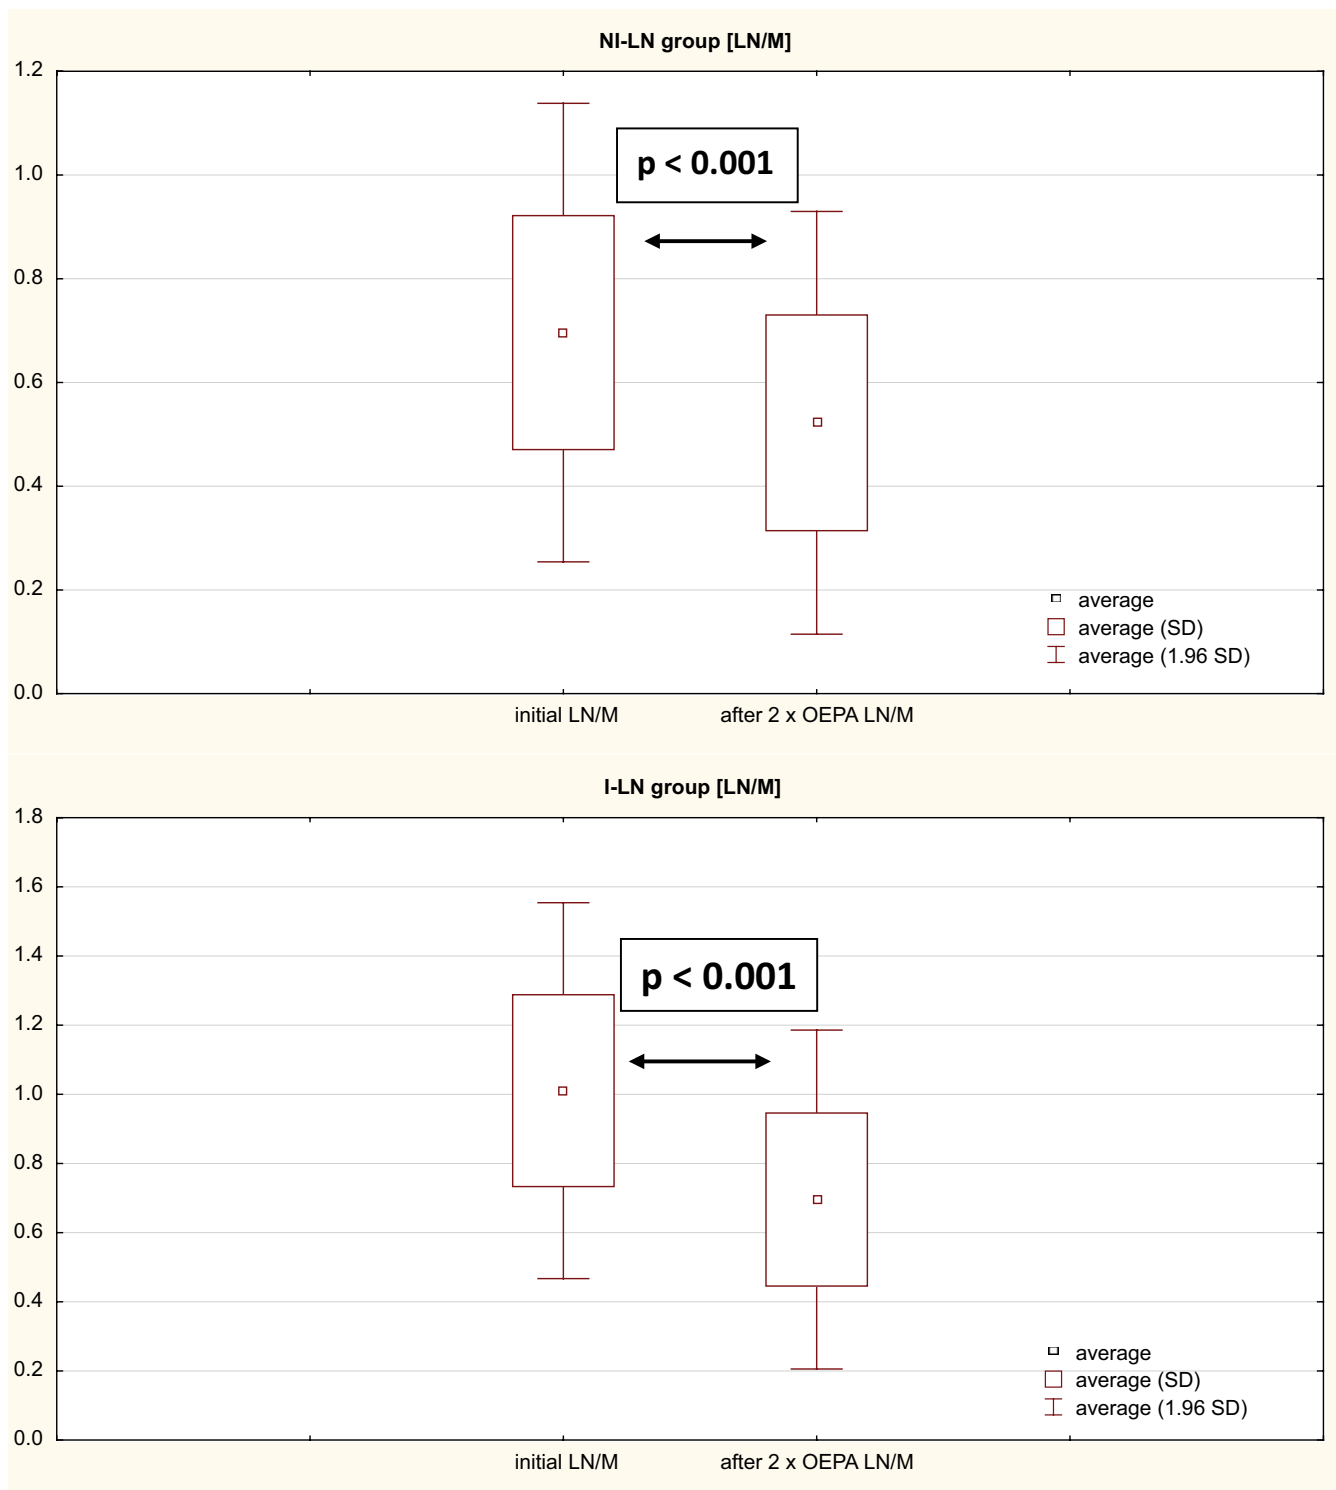 NI-LN group [LN/M]
1.2
1.0
0.8
0.6
0.4
0.2
0.0
p < 0.001
average
average (SD)
average (1.96 SD)
initial LN/M
after 2 x OEPA LN/M
I-LN group [LN/M]
1.8
1.6
1.4
1.2
1.0
0.8
0.6
0.4
0.2
0.0
p < 0.001
average
average (SD)
average (1.96 SD)
initial LN/M
after 2 x OEPA LN/M